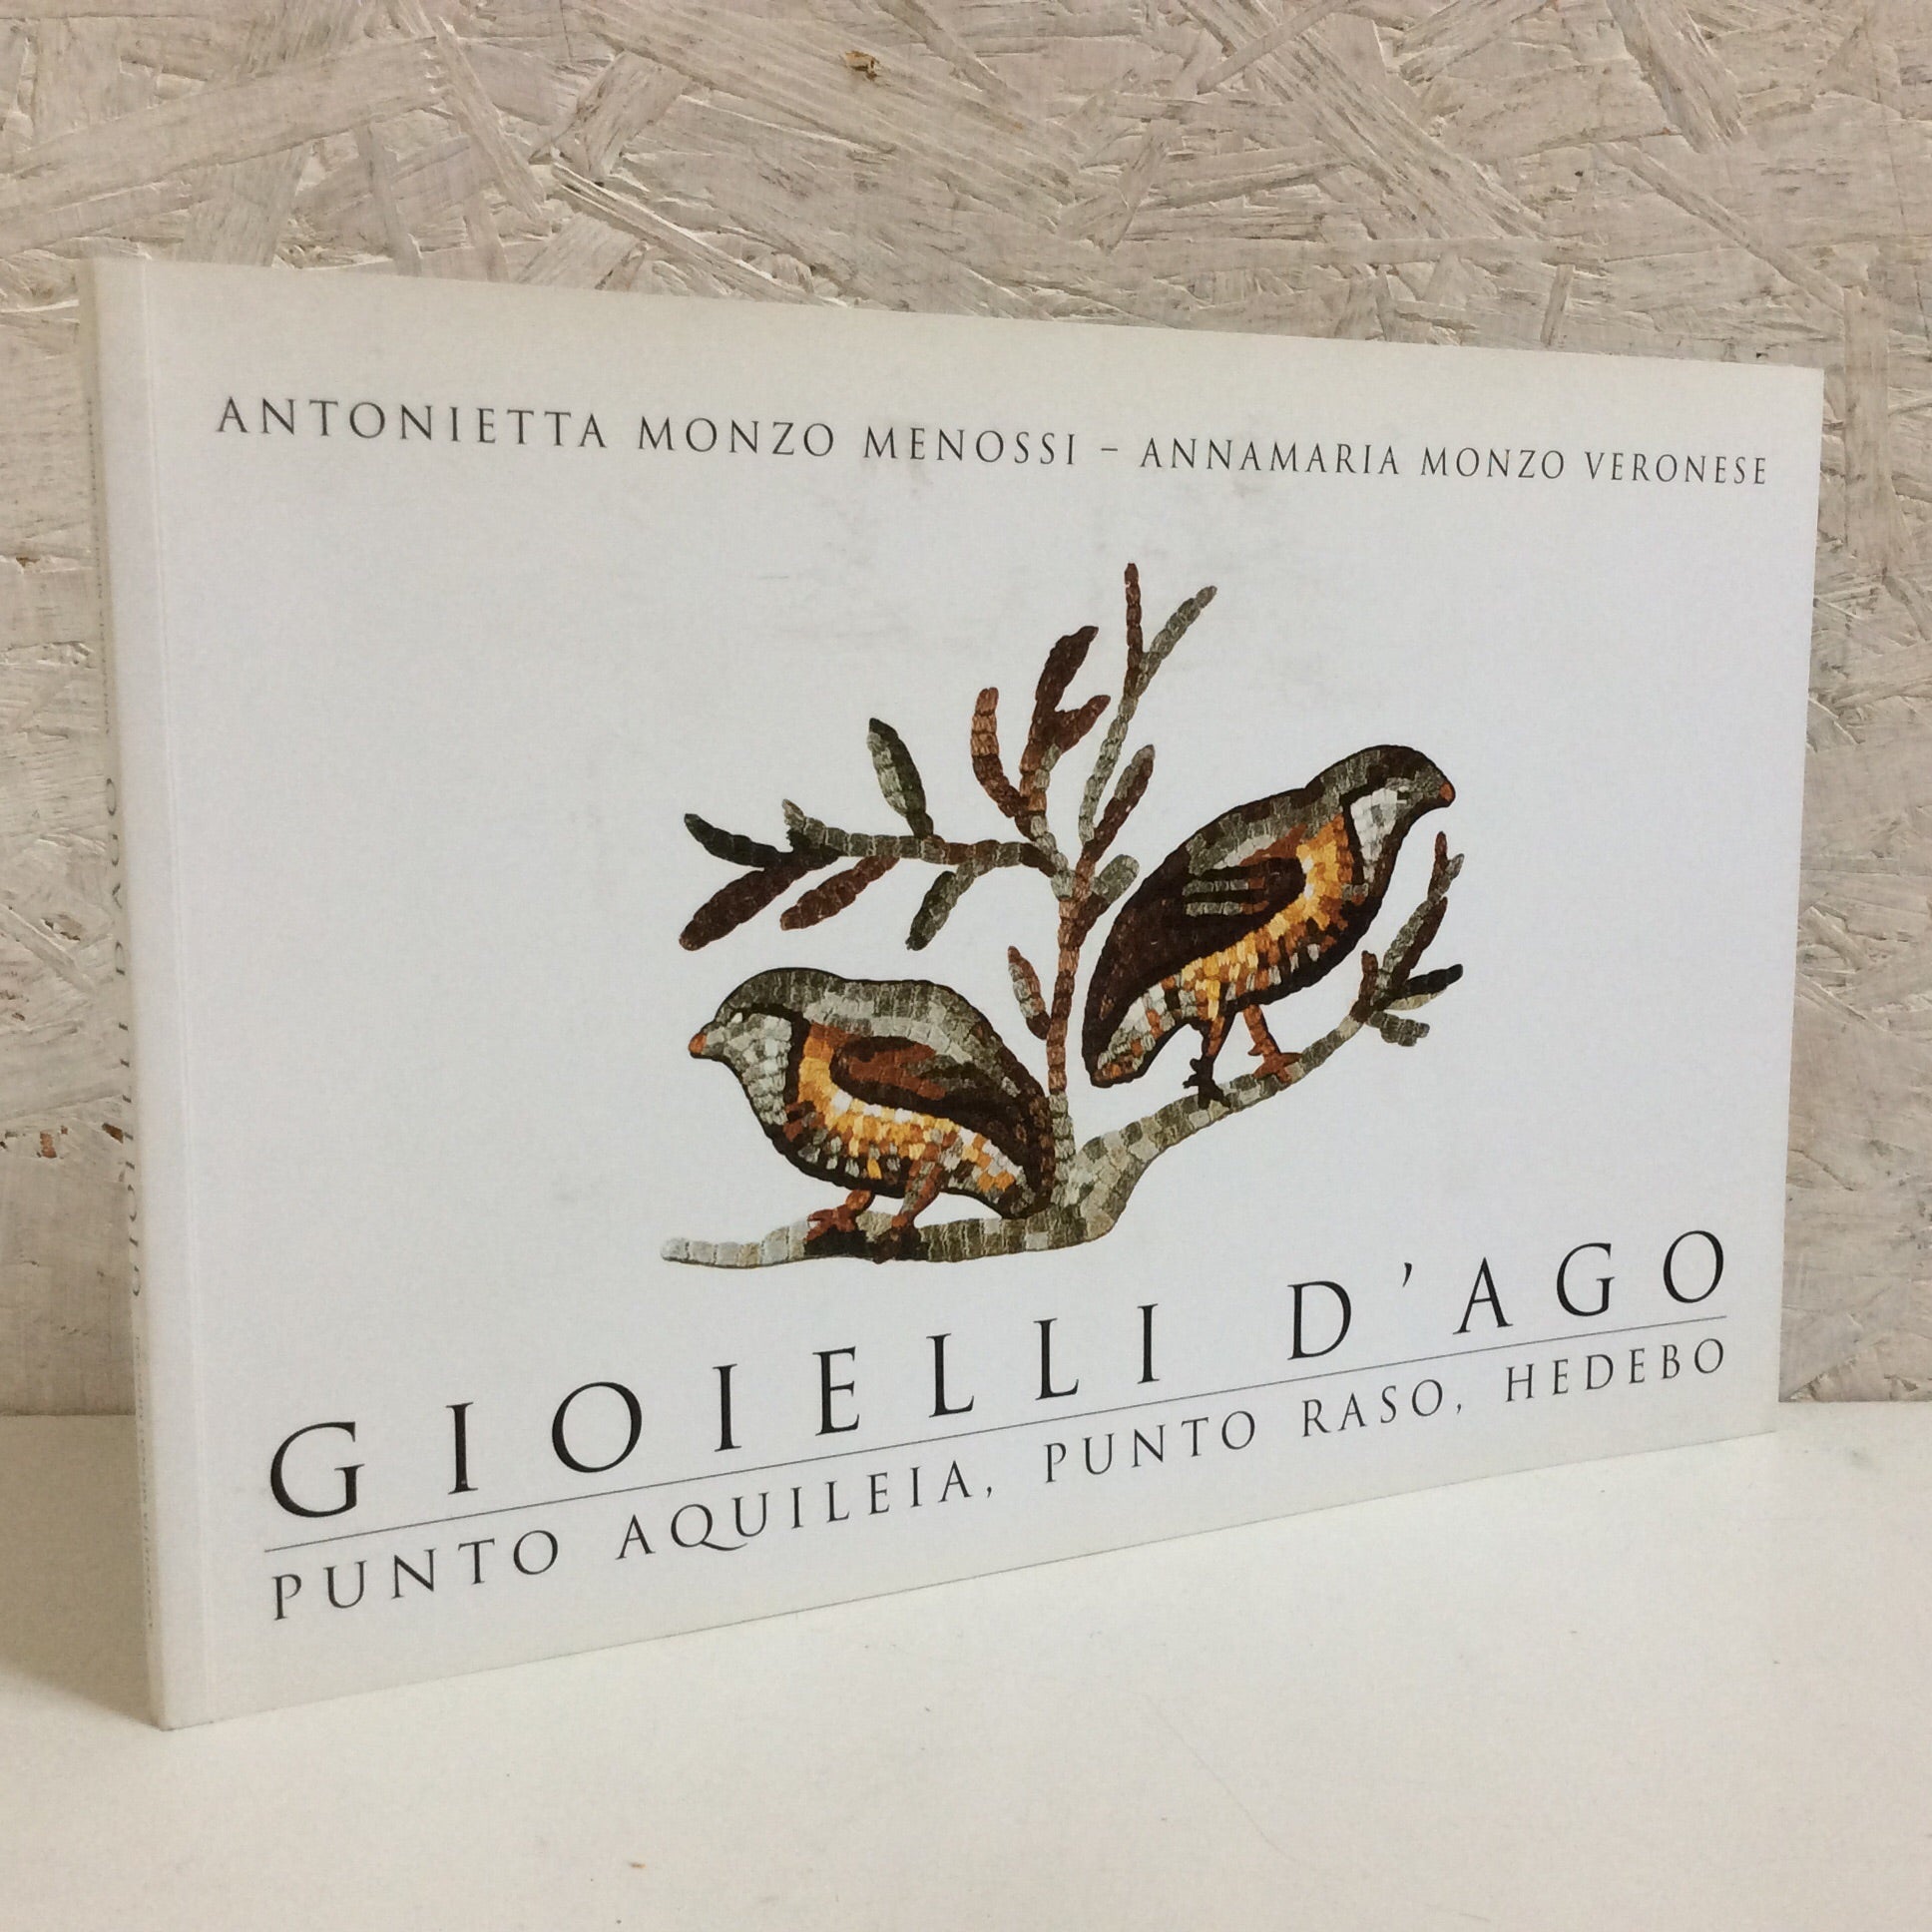 ANTONIETTA MONZO MENOSSI – ANNAMARIA MONZO VERONESE
GIOIELLI D'AGO
PUNTO AQUILEIA, PUNTO RASO, HEDEBO